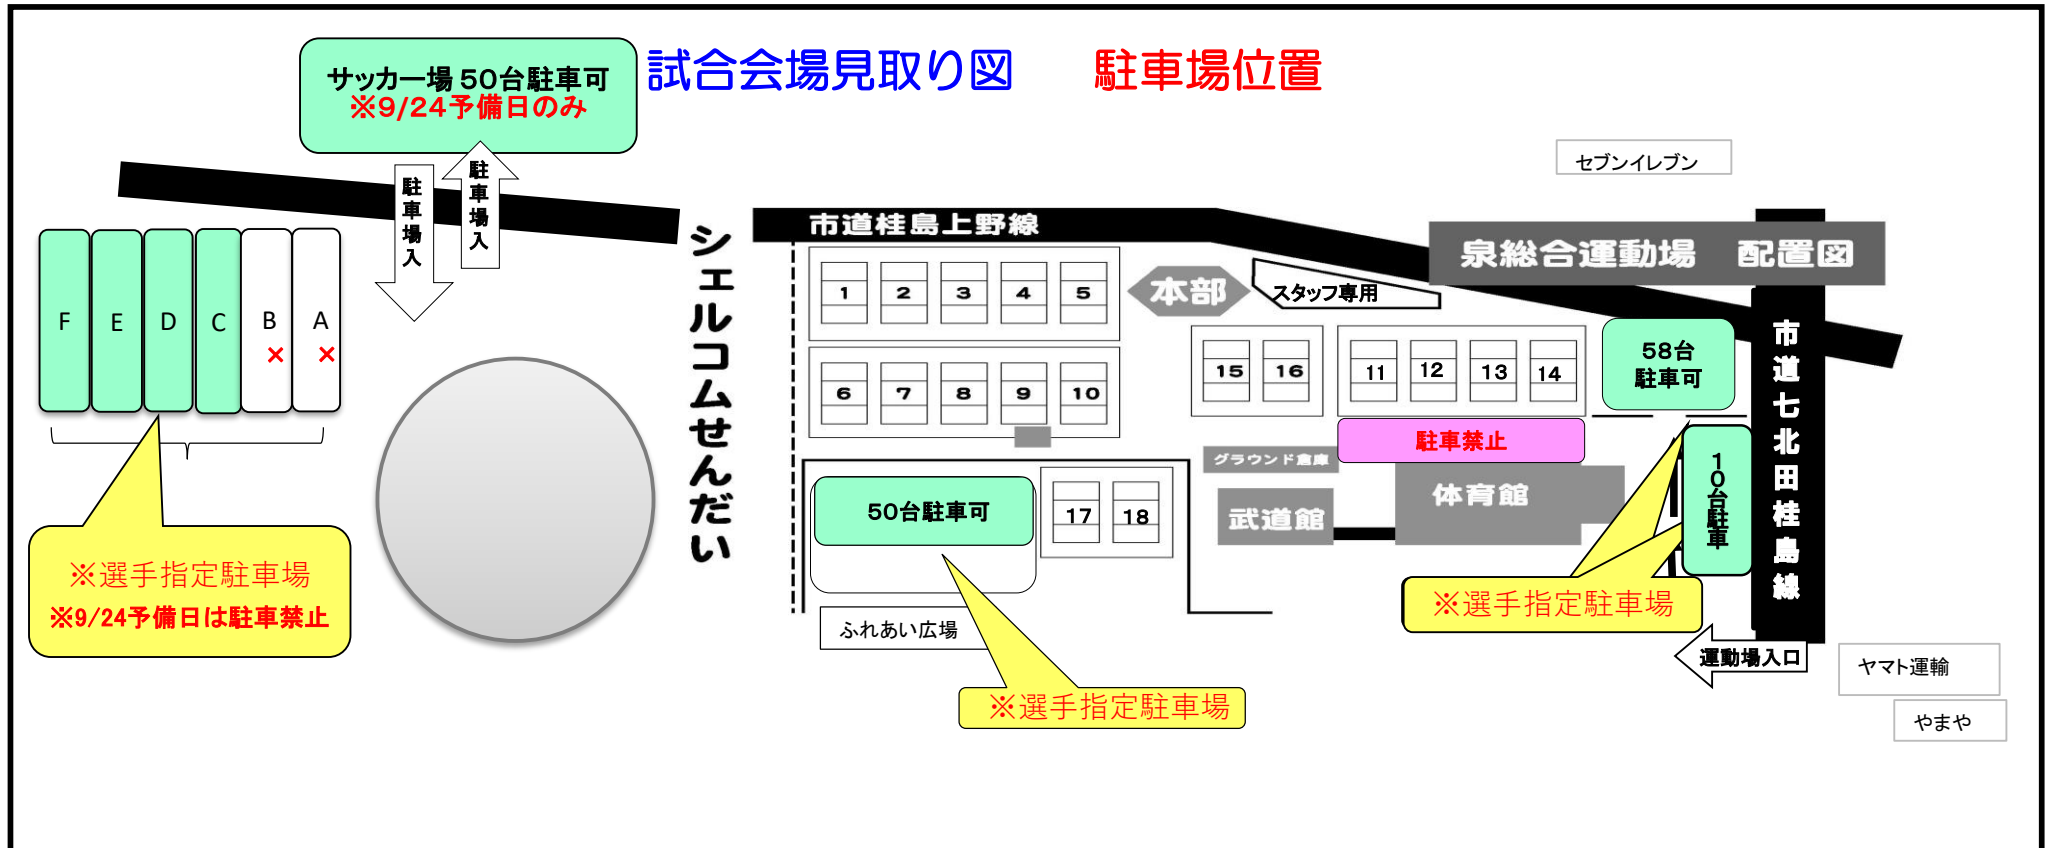 試合会場見取り図　駐車場位置
サッカー場 50台駐車可
※9/24予備日のみ
駐車場入
駐車場入
セブンイレブン
市道桂島上野線
泉総合運動場　配置図
シェルコムせんだい
F E D C B A
× ×
1 2 3 4 5
本部
スタッフ専用
6 7 8 9 10
15 16
11 12 13 14
58台
駐車可
市道七北田桂島線
駐車禁止
グラウンド倉庫
武道館
体育館
10台駐車
50台駐車可
17 18
※選手指定駐車場
※9/24予備日は駐車禁止
ふれあい広場
※選手指定駐車場
※選手指定駐車場
運動場入口
ヤマト運輸
やまや